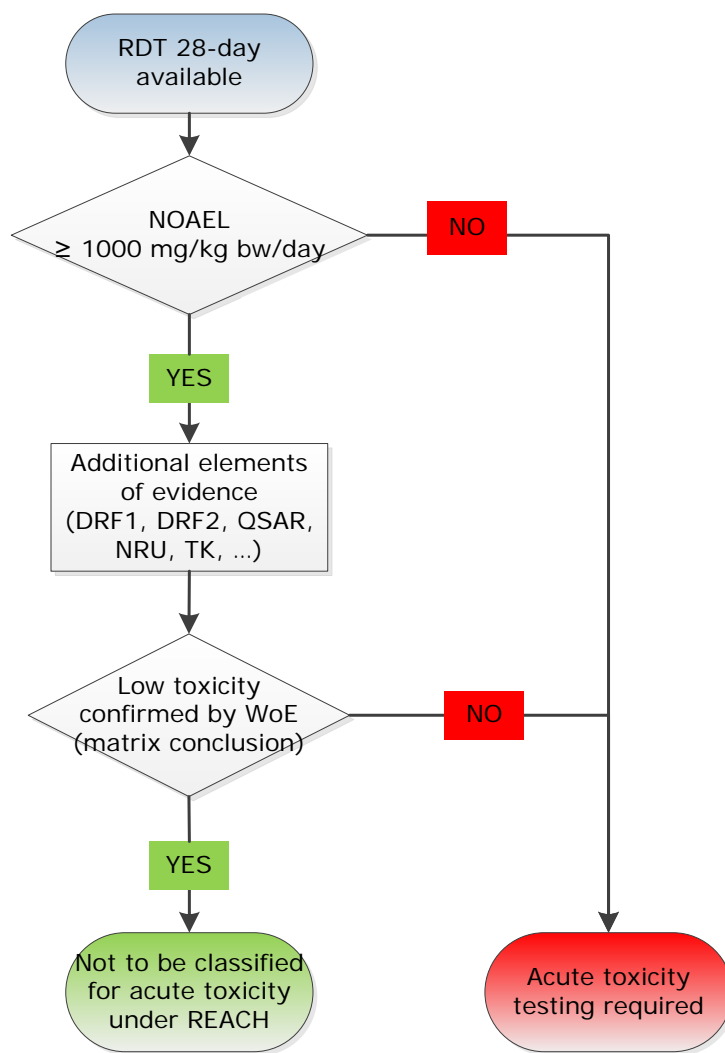 RDT 28-day
available
NOAEL
≥ 1000 mg/kg bw/day
NO
YES
Additional elements
of evidence
(DRF1, DRF2, QSAR,
NRU, TK, …)
Low toxicity
confirmed by WoE
(matrix conclusion)
NO
YES
Not to be classified
for acute toxicity
under REACH
Acute toxicity
testing required